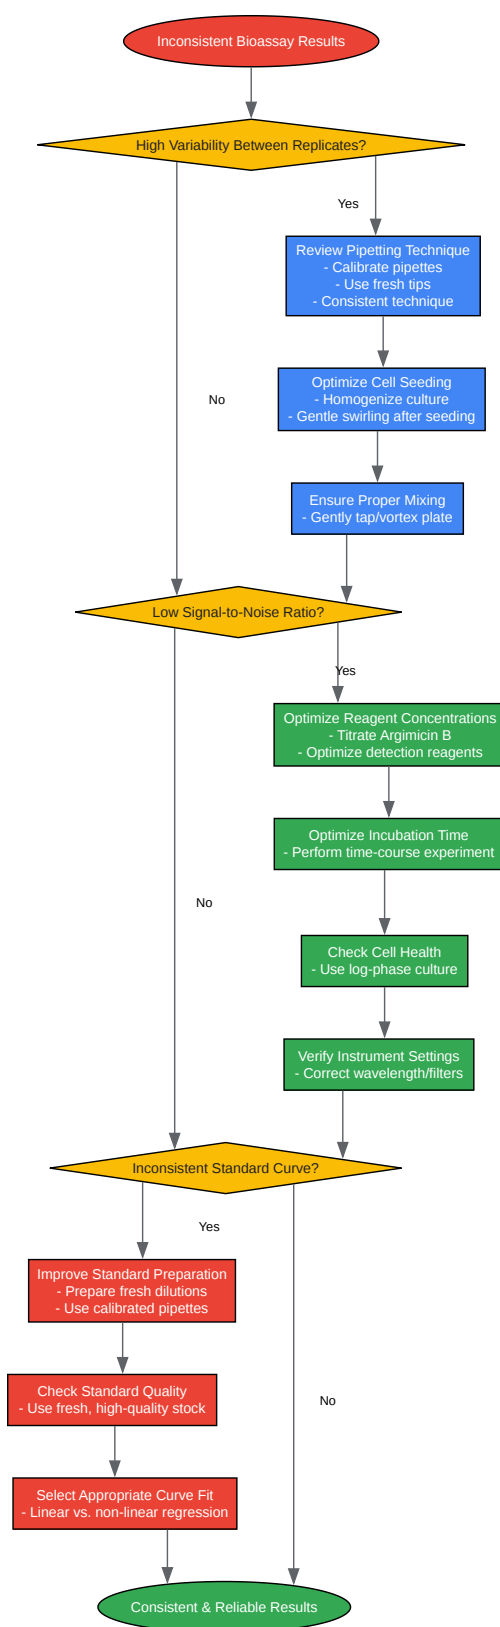 Inconsistent Bioassay Results
High Variability Between Replicates?
Yes
Review Pipetting Technique
- Calibrate pipettes
- Use fresh tips
- Consistent technique
Optimize Cell Seeding
- Homogenize culture
- Gentle swirling after seeding
No
Ensure Proper Mixing
- Gently tap/vortex plate
Low Signal-to-Noise Ratio?
Yes
Optimize Reagent Concentrations
- Titrate Argimicin B
- Optimize detection reagents
Optimize Incubation Time
- Perform time-course experiment
No
Check Cell Health
- Use log-phase culture
Verify Instrument Settings
- Correct wavelength/filters
Inconsistent Standard Curve?
Yes
Improve Standard Preparation
- Prepare fresh dilutions
- Use calibrated pipettes
Check Standard Quality
- Use fresh, high-quality stock
No
Select Appropriate Curve Fit
- Linear vs. non-linear regression
Consistent & Reliable Results